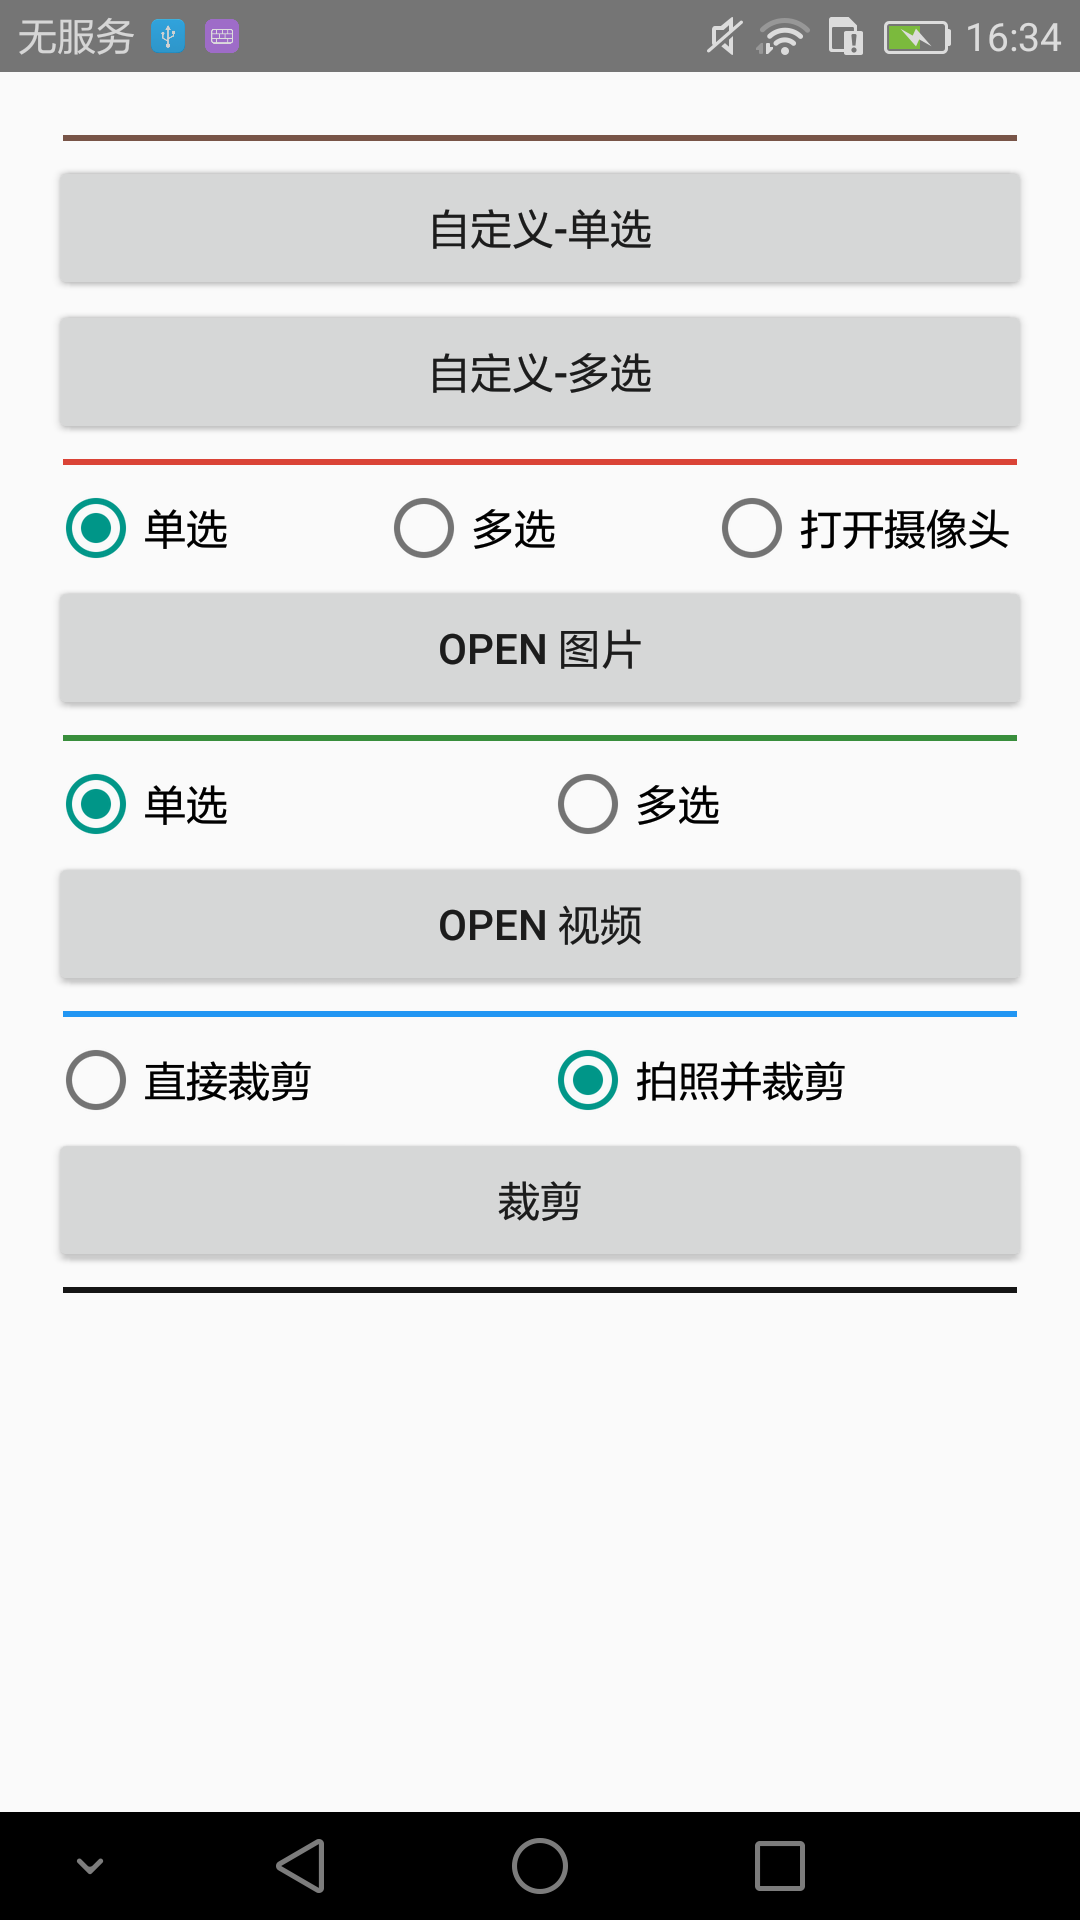 无服务 16:34
自定义-单选
自定义-多选
单选 多选 打开摄像头
OPEN 图片
单选 多选
OPEN 视频
直接裁剪 拍照并裁剪
裁剪